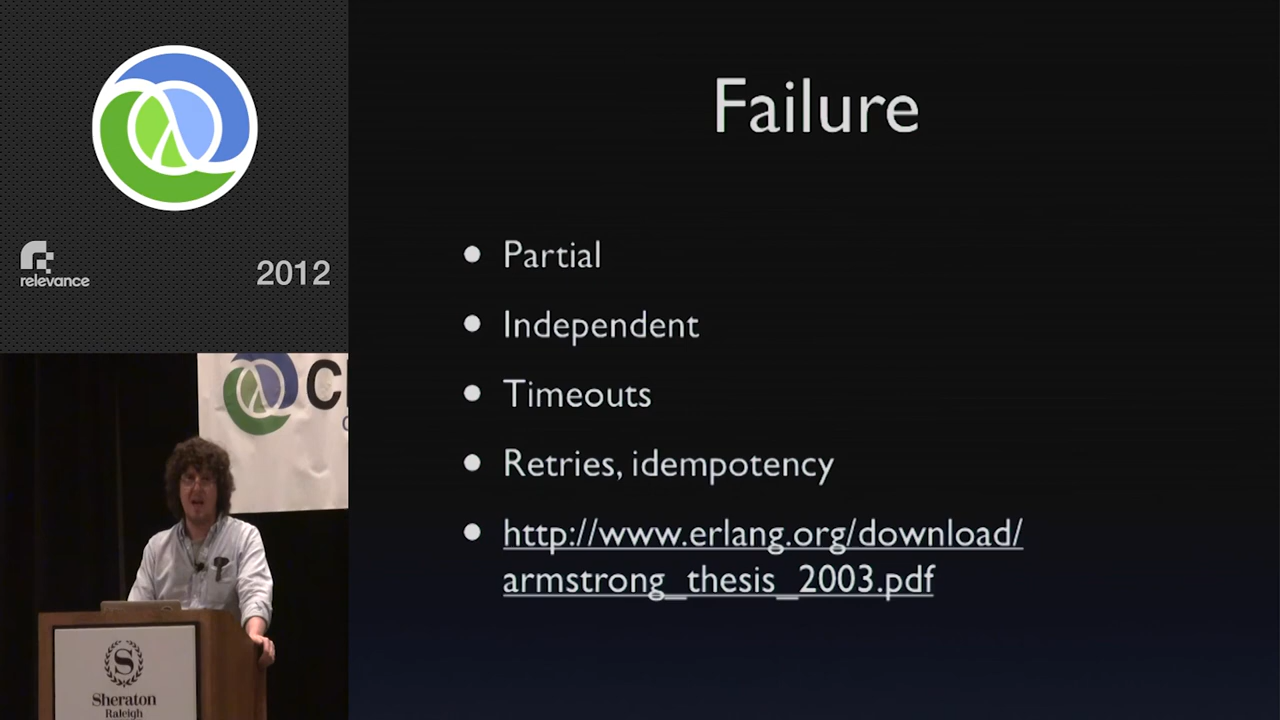 Failure
Partial
Independent
Timeouts
Retries, idempotency
http://www.erlang.org/download/
armstrong_thesis_2003.pdf
relevance
2012
S
Sheraton
Raleigh